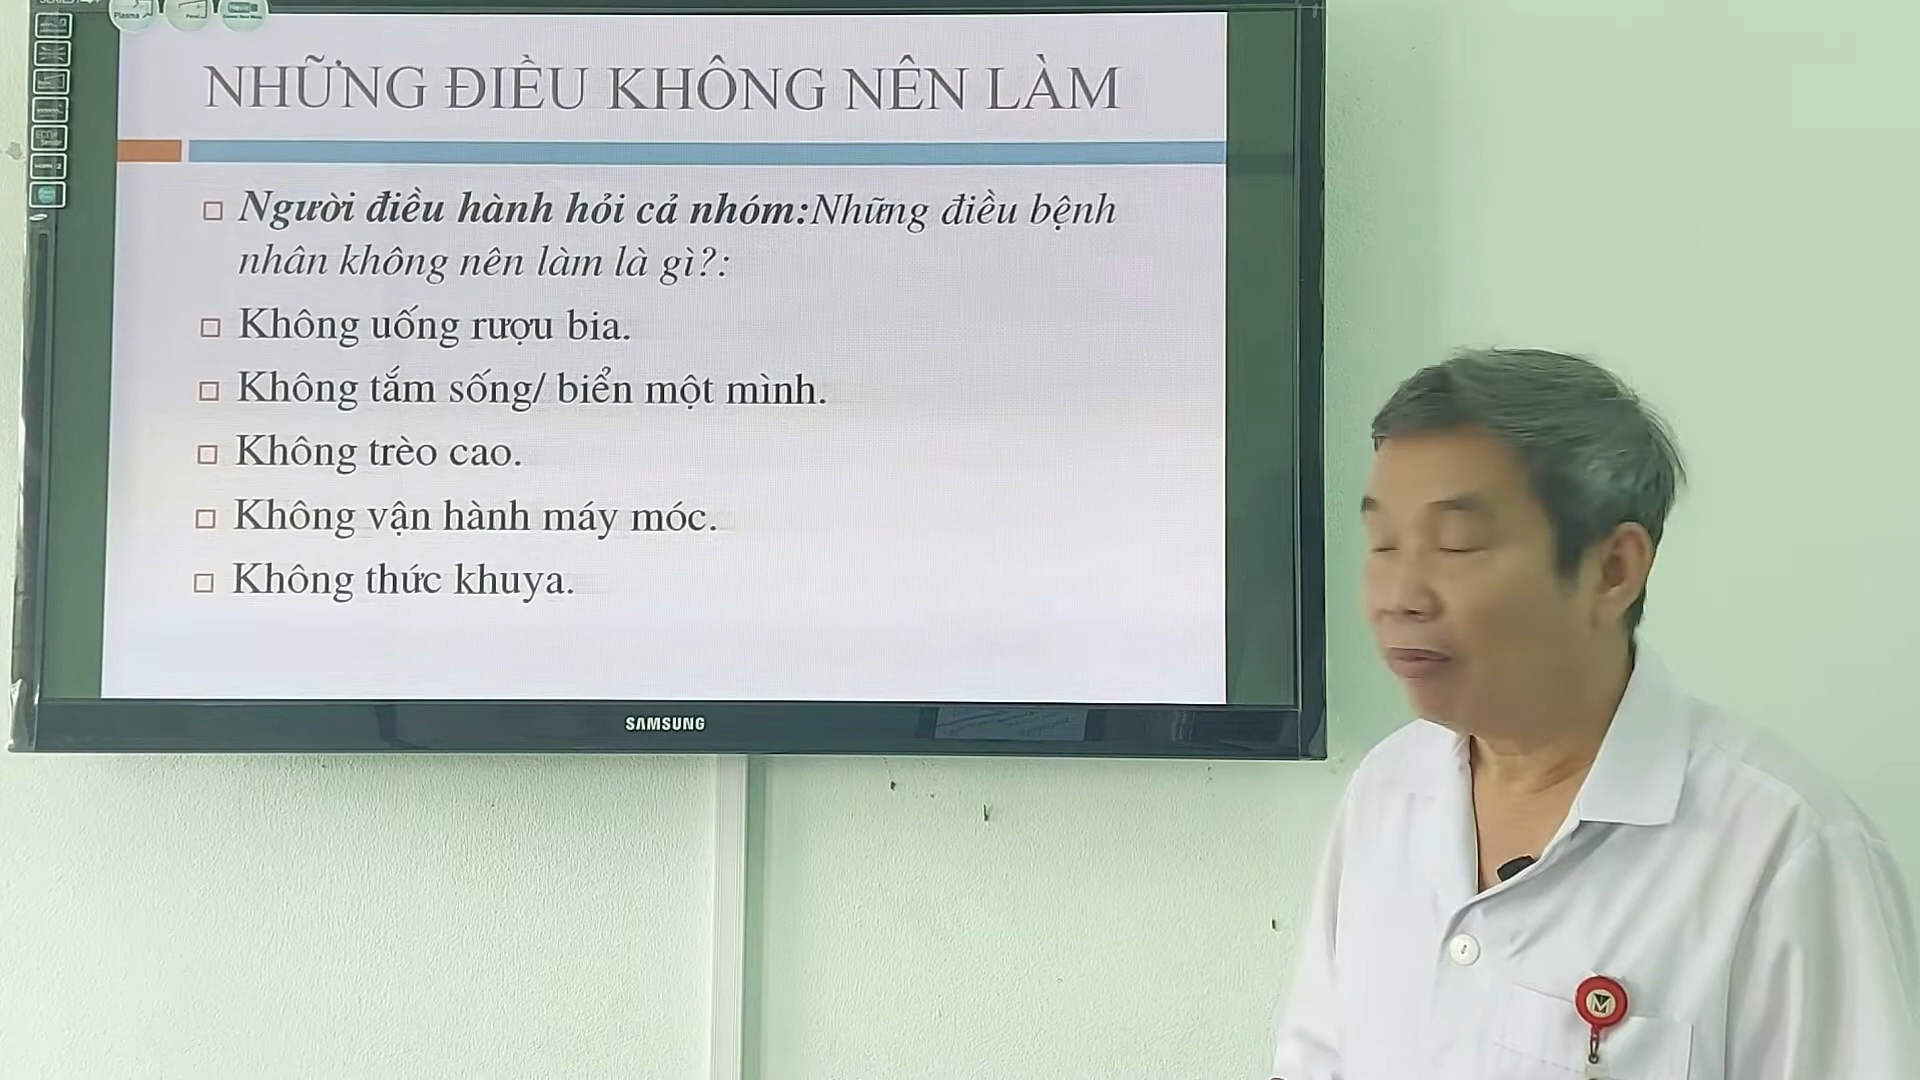 Plasma
NHỮNG ĐIỀU KHÔNG NÊN LÀM
Người điều hành hỏi cả nhóm:Những điều bệnh
nhân không nên làm là gì?:
Không uống rượu bia.
Không tắm sống/ biển một mình.
Không trèo cao.
Không vận hành máy móc.
Không thức khuya.
SAMSUNG